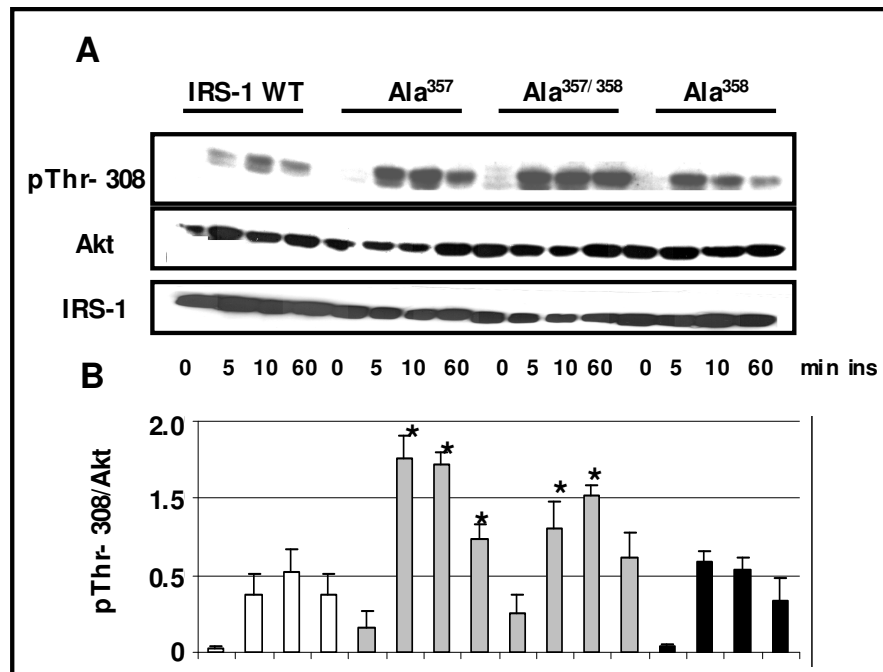 A
IRS-1 WT Ala³⁵⁷ Ala³⁵⁷/³⁵⁸ Ala³⁵⁸
pThr- 308
Akt
IRS-1
0 5 10 60 0 5 10 60 0 5 10 60 0 5 10 60 min ins
B
pThr- 308/Akt
2.0
1.5
0.5
0
* * * * *